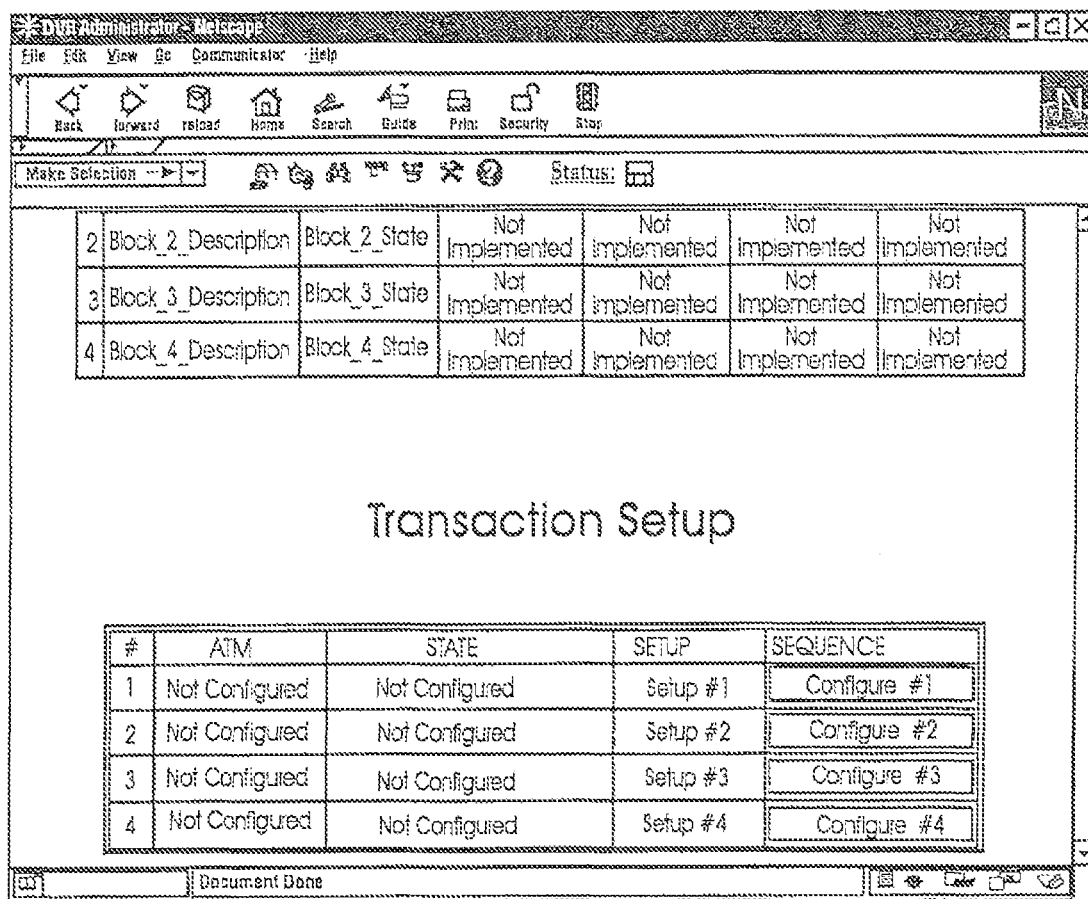 DVB Administrator - Netscape
File Edit View Go Communicator Help
Back forward reload Home Search Guide Print Security Stop
N
Make Selection Status:
2 Block_2_Description Block_2_State Not Implemented Not Implemented Not Implemented Not Implemented
3 Block_3_Description Block_3_State Not Implemented Not Implemented Not Implemented Not Implemented
4 Block_4_Description Block_4_State Not Implemented Not Implemented Not Implemented Not Implemented
Transaction Setup
# ATM STATE SETUP SEQUENCE
1 Not Configured Not Configured Setup #1 Configure #1
2 Not Configured Not Configured Setup #2 Configure #2
3 Not Configured Not Configured Setup #3 Configure #3
4 Not Configured Not Configured Setup #4 Configure #4
Document Done